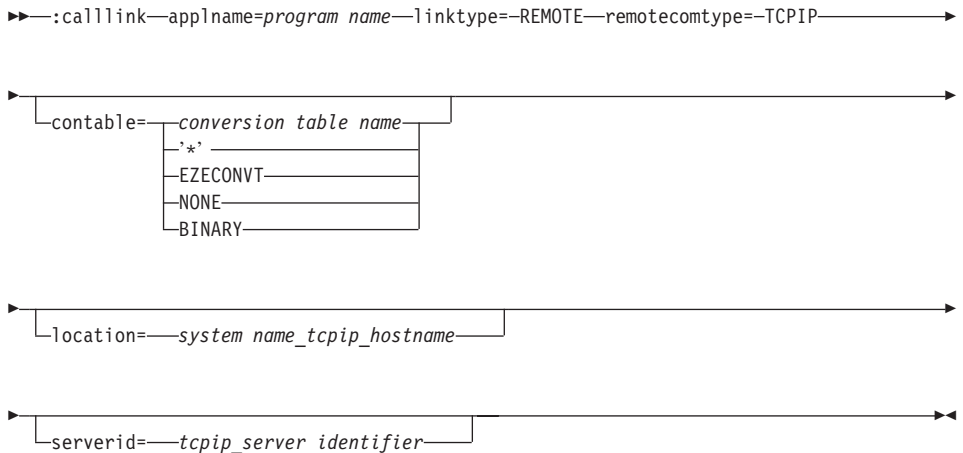 :calllink applname=program name linktype= REMOTE remotecomtype= TCPIP
contable= conversion table name
’*’
EZECONVT
NONE
BINARY
location= system name_tcpip_hostname
serverid= tcpip_server identifier